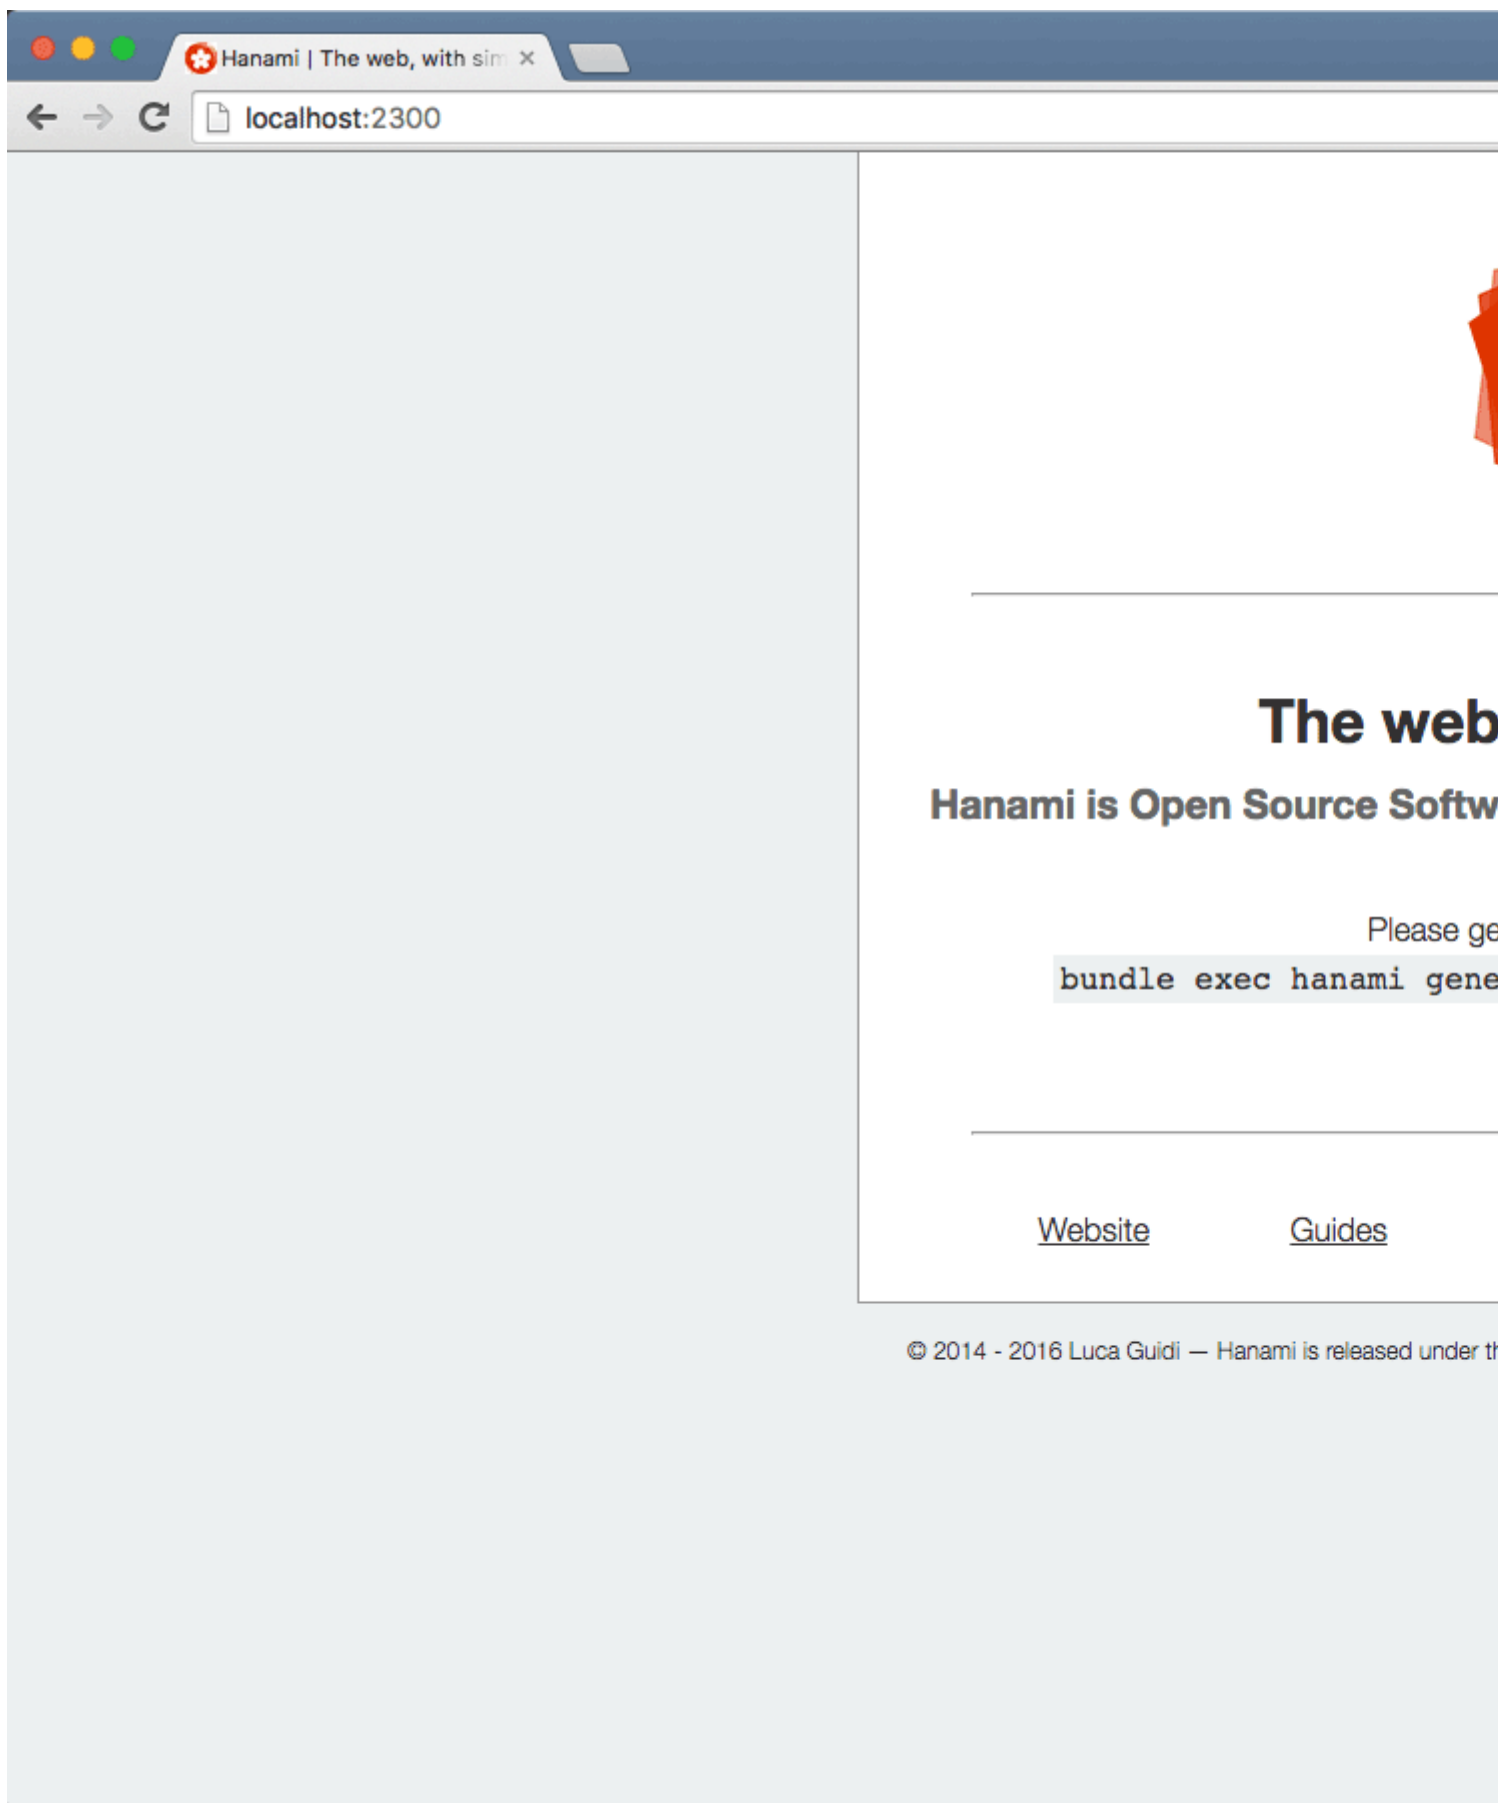 Hanami | The web, with sim
localhost:2300
The web
Hanami is Open Source Softw
Please ge
bundle exec hanami gene
Website Guides
© 2014 - 2016 Luca Guidi — Hanami is released under th